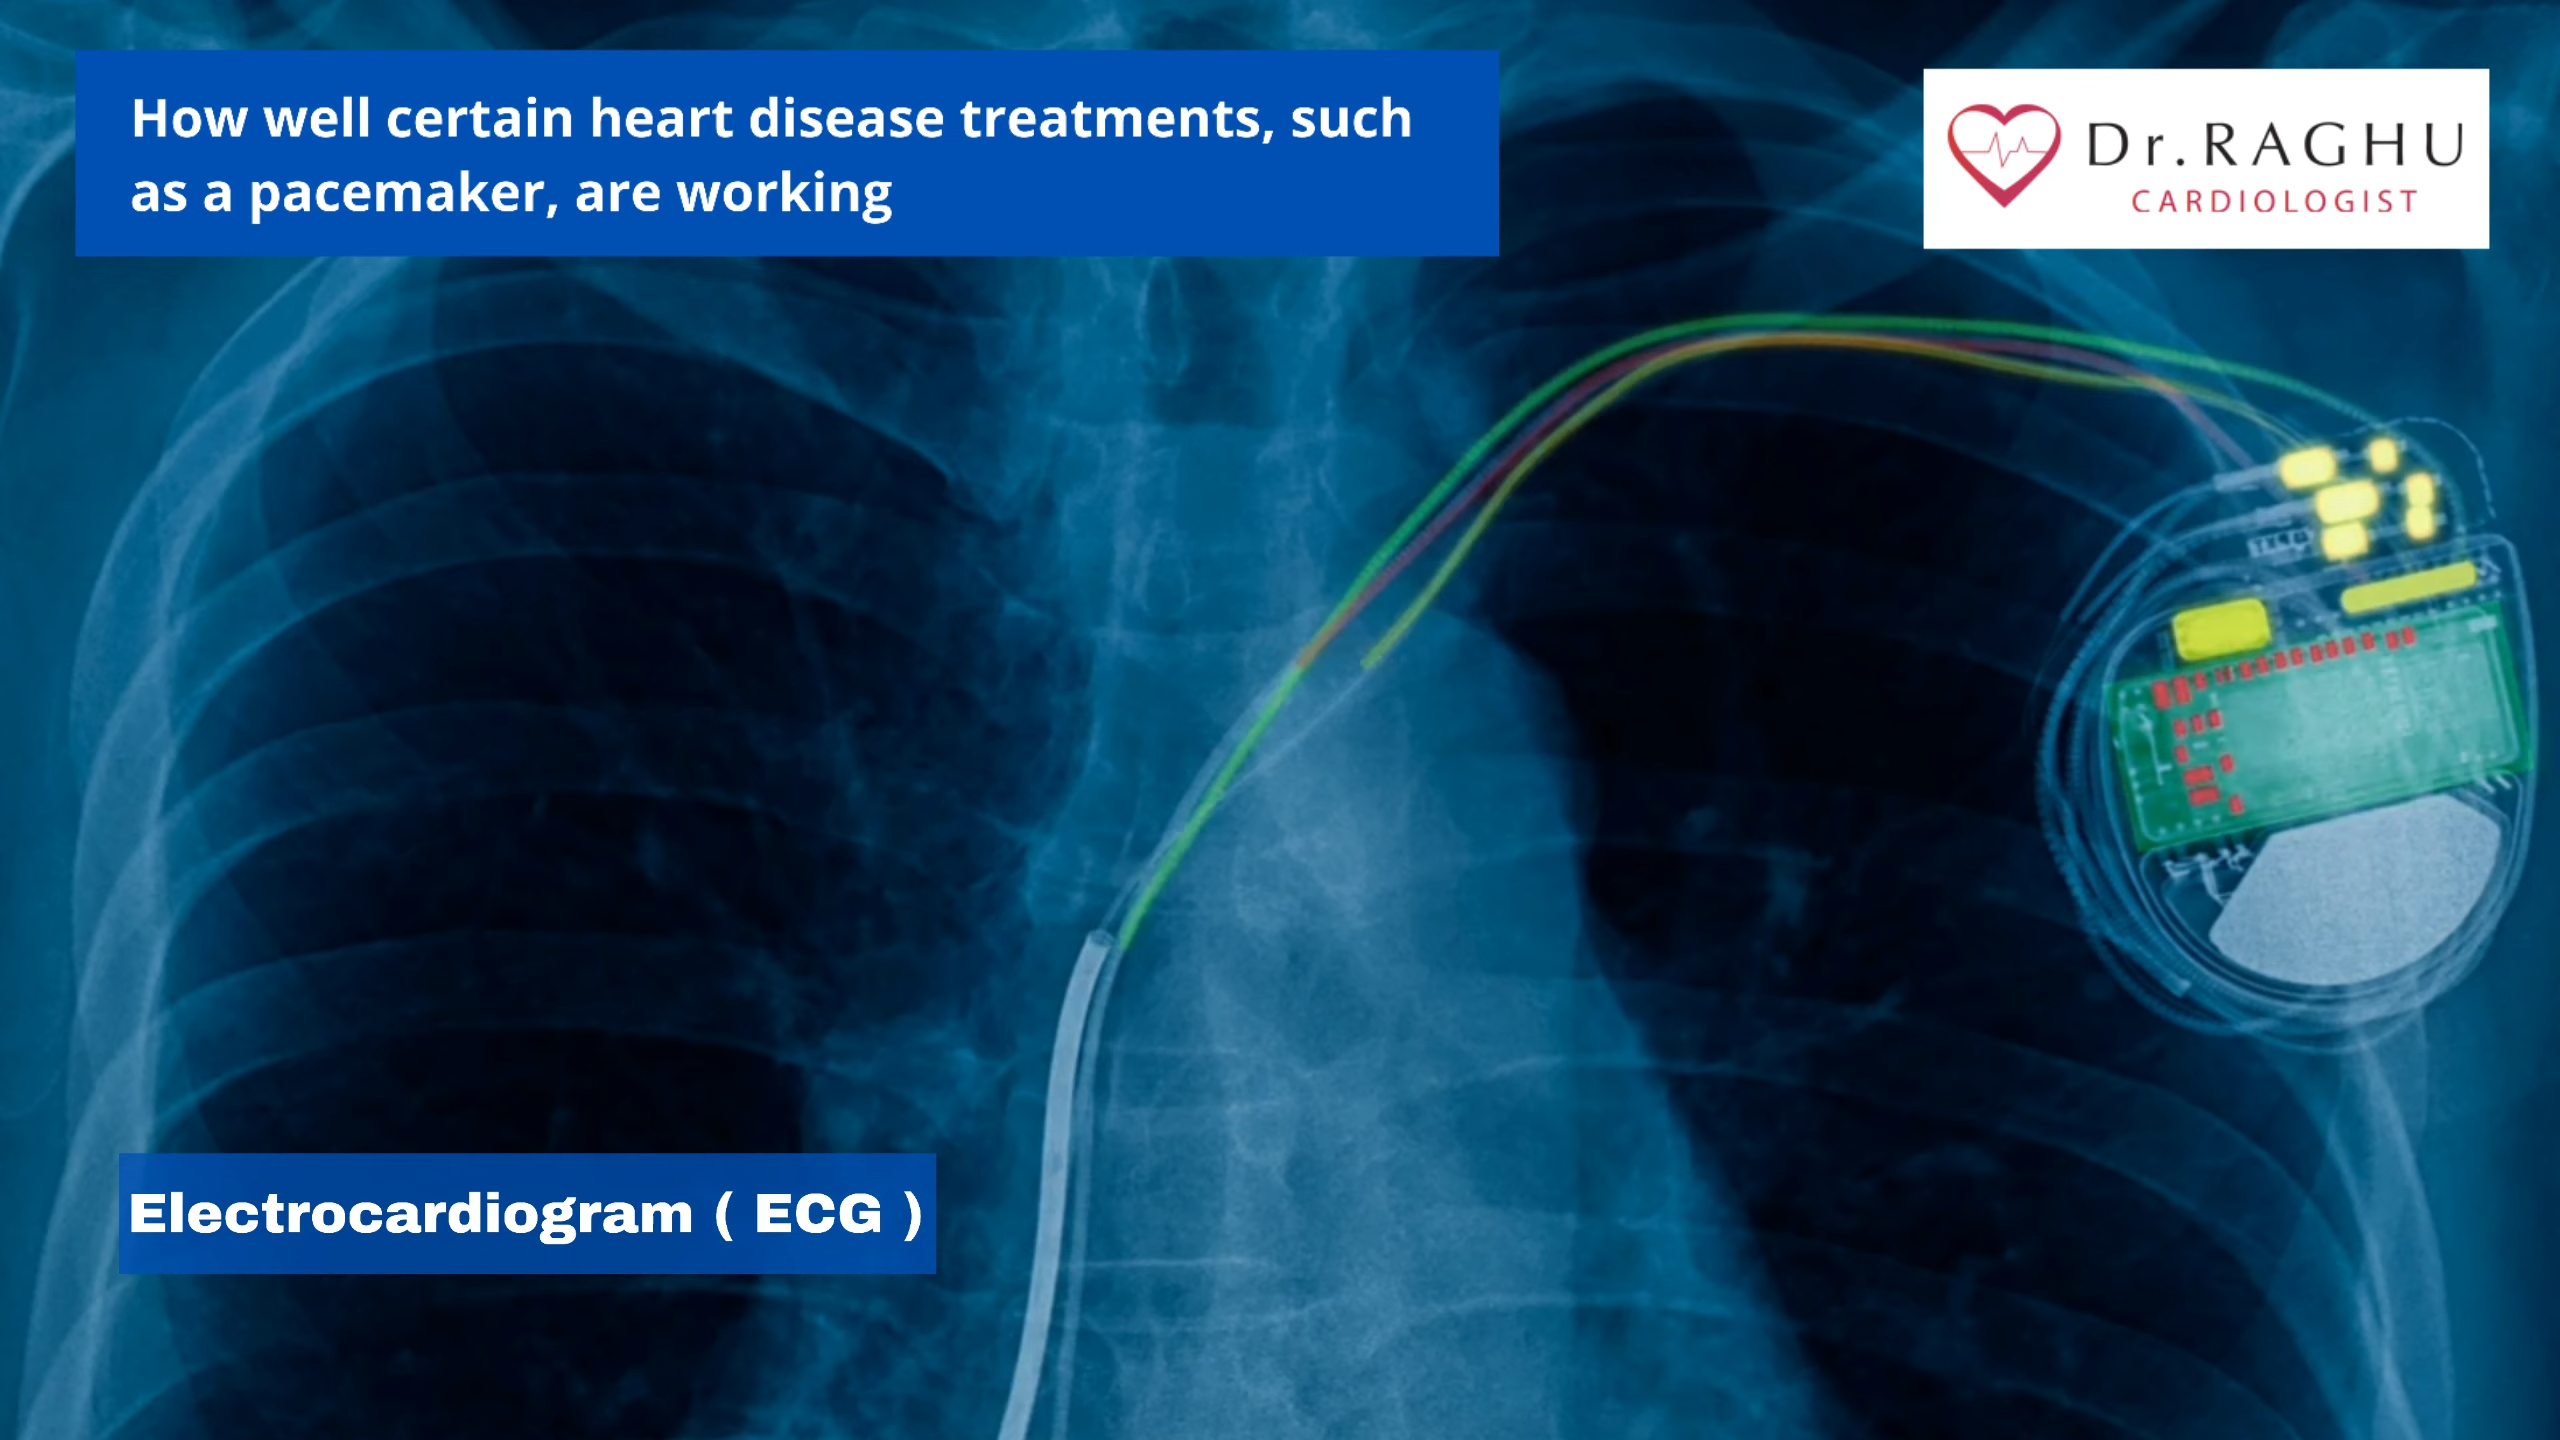 How well certain heart disease treatments, such
as a pacemaker, are working
Dr.RAGHU
CARDIOLOGIST
Electrocardiogram ( ECG )